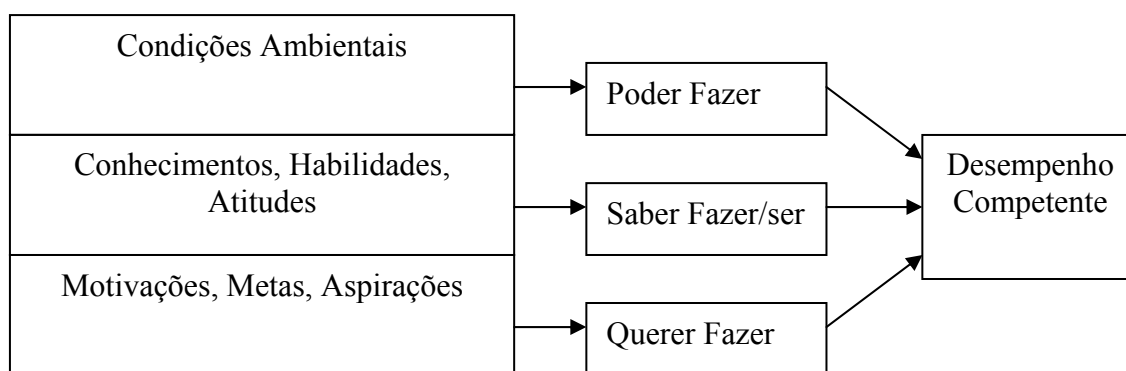 Condições Ambientais
Poder Fazer
Conhecimentos, Habilidades,
Atitudes
Saber Fazer/ser
Desempenho
Competente
Motivações, Metas, Aspirações
Querer Fazer